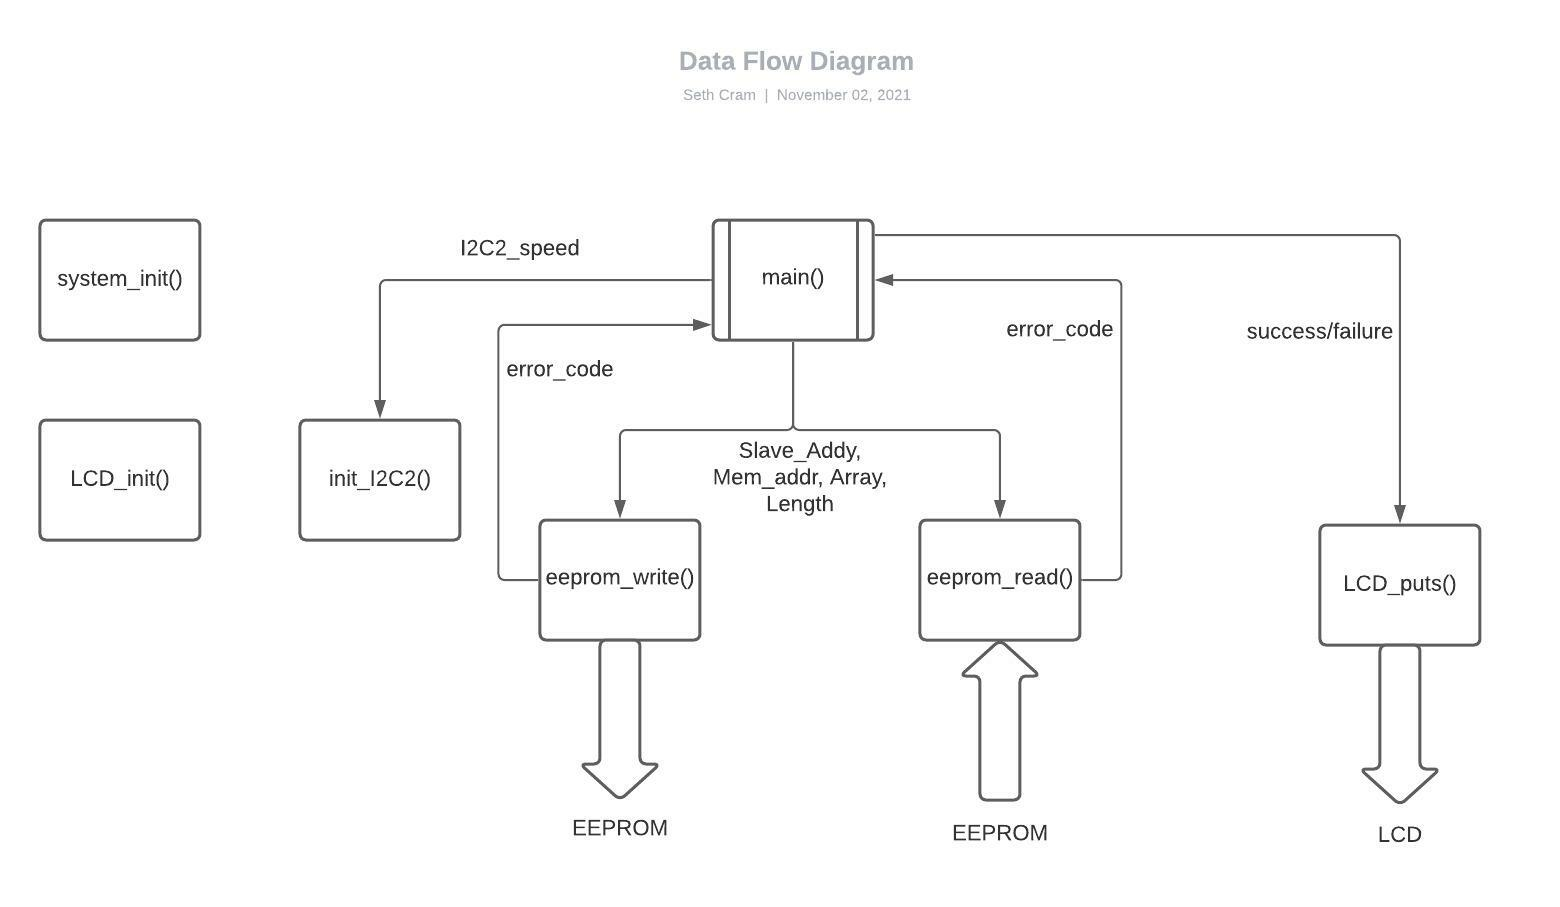 Data Flow Diagram
Seth Cram | November 02, 2021
system_init()
I2C2_speed
main()
error_code
success/failure
error_code
LCD_init()
init_I2C2()
Slave_Addy,
Mem_addr, Array,
Length
eeprom_write()
eeprom_read()
LCD_puts()
EEPROM
EEPROM
LCD